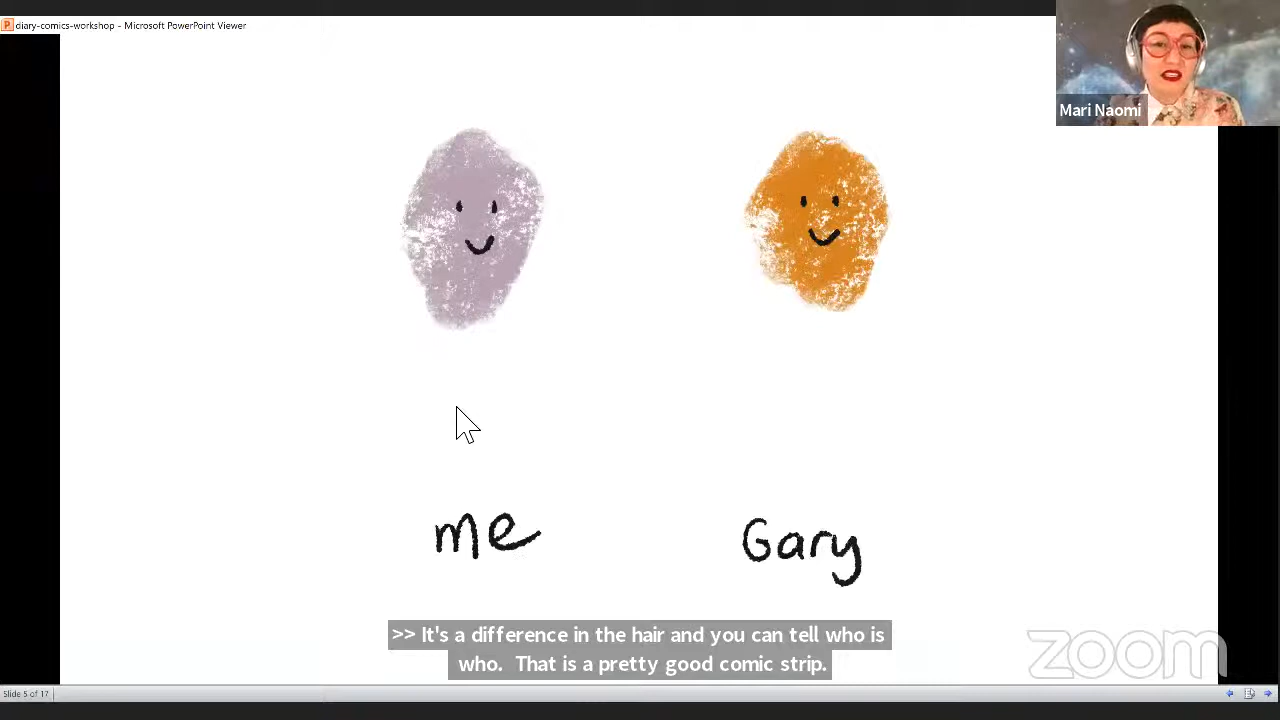 diary-comics-workshop - Microsoft PowerPoint Viewer
Mari Naomi
me
Gary
>> It's a difference in the hair and you can tell who is
who.  That is a pretty good comic strip.
zoom
Slide 5 of 17